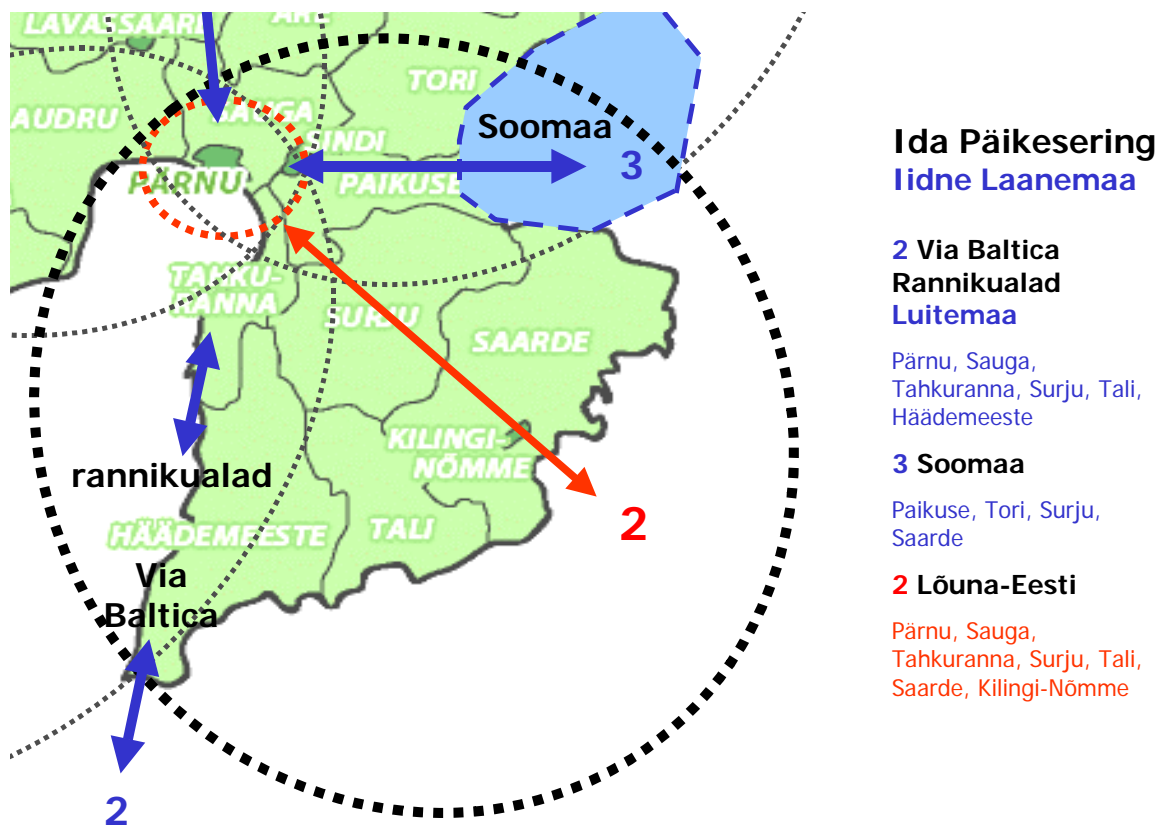 LAVASSAARE
ARE
TORI
AUDRU
SAUGA
SINDI
Soomaa
3
PÄRNU
PAIKUSE
TAHKU-
RANNA
SURJU
SAARDE
KILINGI-
NÕMME
rannikualad
2
HÄÄDEMEESTE
TALI
Via
Baltica
2
Ida Päikesering
Iidne Laanemaa
2 Via Baltica
Rannikualad
Luitemaa
Pärnu, Sauga,
Tahkuranna, Surju, Tali,
Häädemeeste
3 Soomaa
Paikuse, Tori, Surju,
Saarde
2 Lõuna-Eesti
Pärnu, Sauga,
Tahkuranna, Surju, Tali,
Saarde, Kilingi-Nõmme